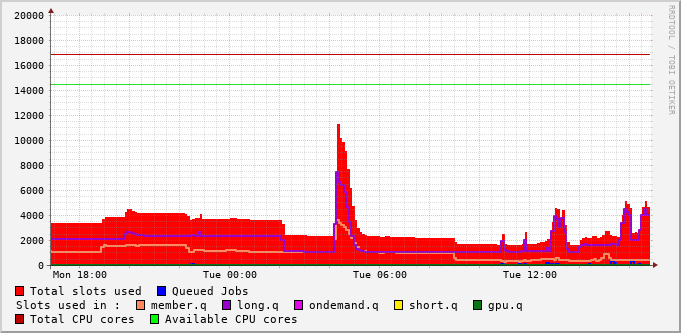 20000
18000
16000
14000
12000
10000
8000
6000
4000
2000
0
Mon 18:00 Tue 00:00 Tue 06:00 Tue 12:00
RRDTOOL / TOBI OETIKER
Total slots used Queued Jobs
Slots used in : member.q long.q ondemand.q short.q gpu.q
Total CPU cores Available CPU cores